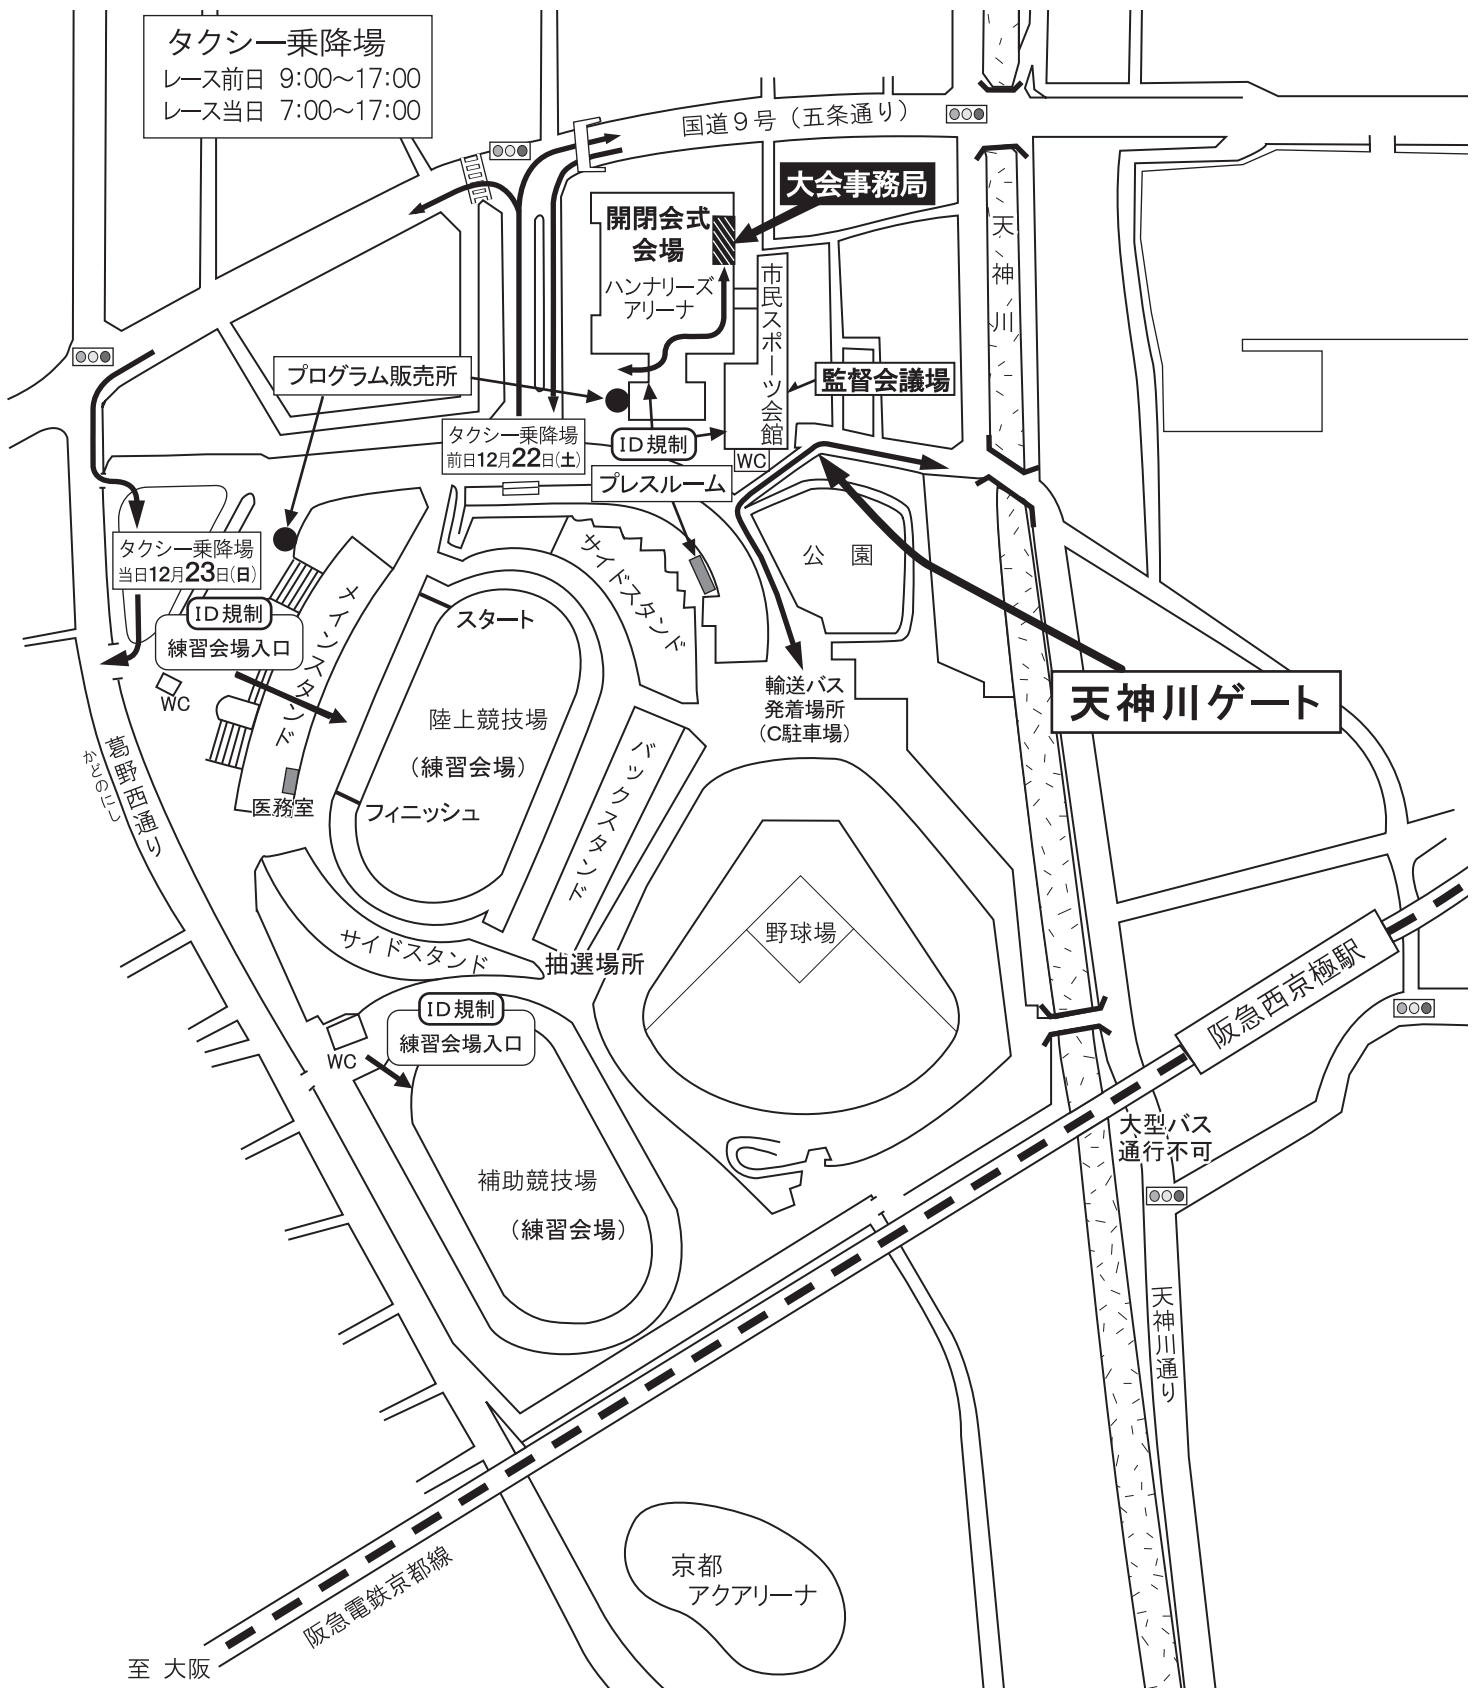 タクシー乗降場
レース前日 9:00～17:00
レース当日 7:00～17:00
国道9号（五条通り）
大会事務局
開閉会式
会場
ハンナリーズ
アリーナ
市民スポーツ会館
天神川
プログラム販売所
監督会議場
タクシー乗降場
前日12月22日(土)
ID規制
WC
プレスルーム
公園
タクシー乗降場
当日12月23日(日)
ID規制
練習会場入口
WC
メインスタンド
サイドスタンド
スタート
陸上競技場
（練習会場）
フィニッシュ
医務室
バックスタンド
輸送バス
発着場所
（C駐車場）
天神川ゲート
葛野西通り
かどのにし
野球場
サイドスタンド
抽選場所
ID規制
練習会場入口
WC
阪急西京極駅
大型バス
通行不可
補助競技場
（練習会場）
天神川通り
京都
アクアリーナ
阪急電鉄京都線
至 大阪